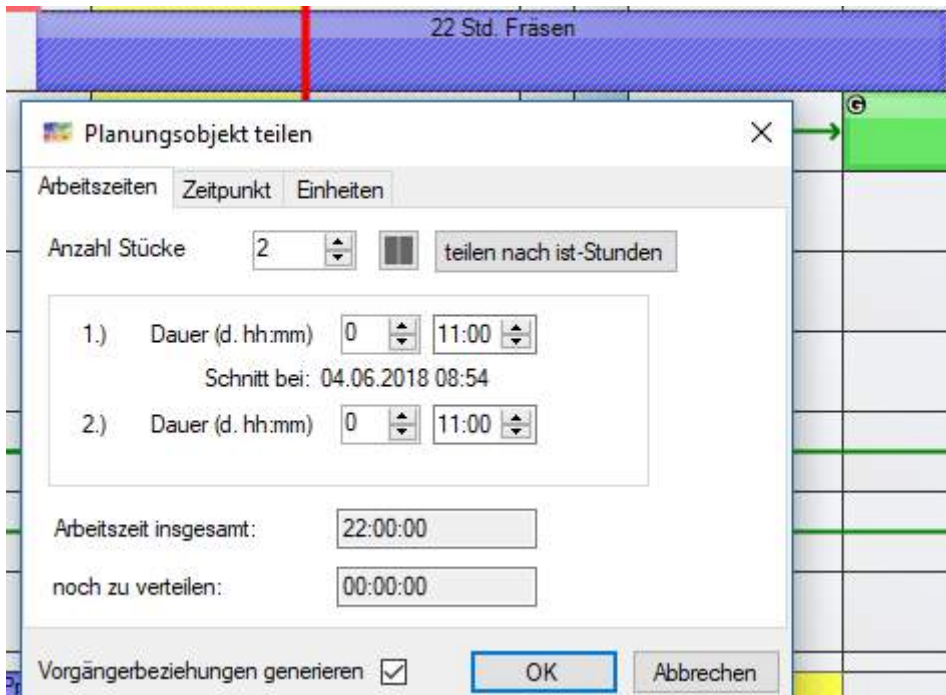 22 Std. Fräsen
G
Planungsobjekt teilen
Arbeitszeiten Zeitpunkt Einheiten
Anzahl Stücke 2 teilen nach ist-Stunden
1.) Dauer (d. hh:mm) 0 11:00
Schnitt bei: 04.06.2018 08:54
2.) Dauer (d. hh:mm) 0 11:00
Arbeitszeit insgesamt: 22:00:00
noch zu verteilen: 00:00:00
Vorgängerbeziehungen generieren OK Abbrechen